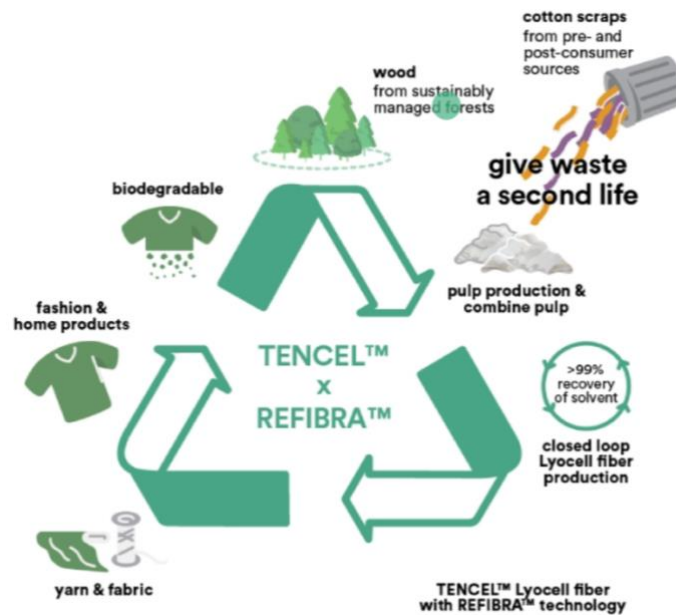 cotton scraps
from pre- and
post-consumer
sources
wood
from sustainably
managed forests
give waste
a second life
biodegradable
pulp production &
combine pulp
fashion &
home products
TENCEL™
x
REFIBRA™
>99%
recovery
of solvent
closed loop
Lyocell fiber
production
yarn & fabric
TENCEL™ Lyocell fiber
with REFIBRA™ technology